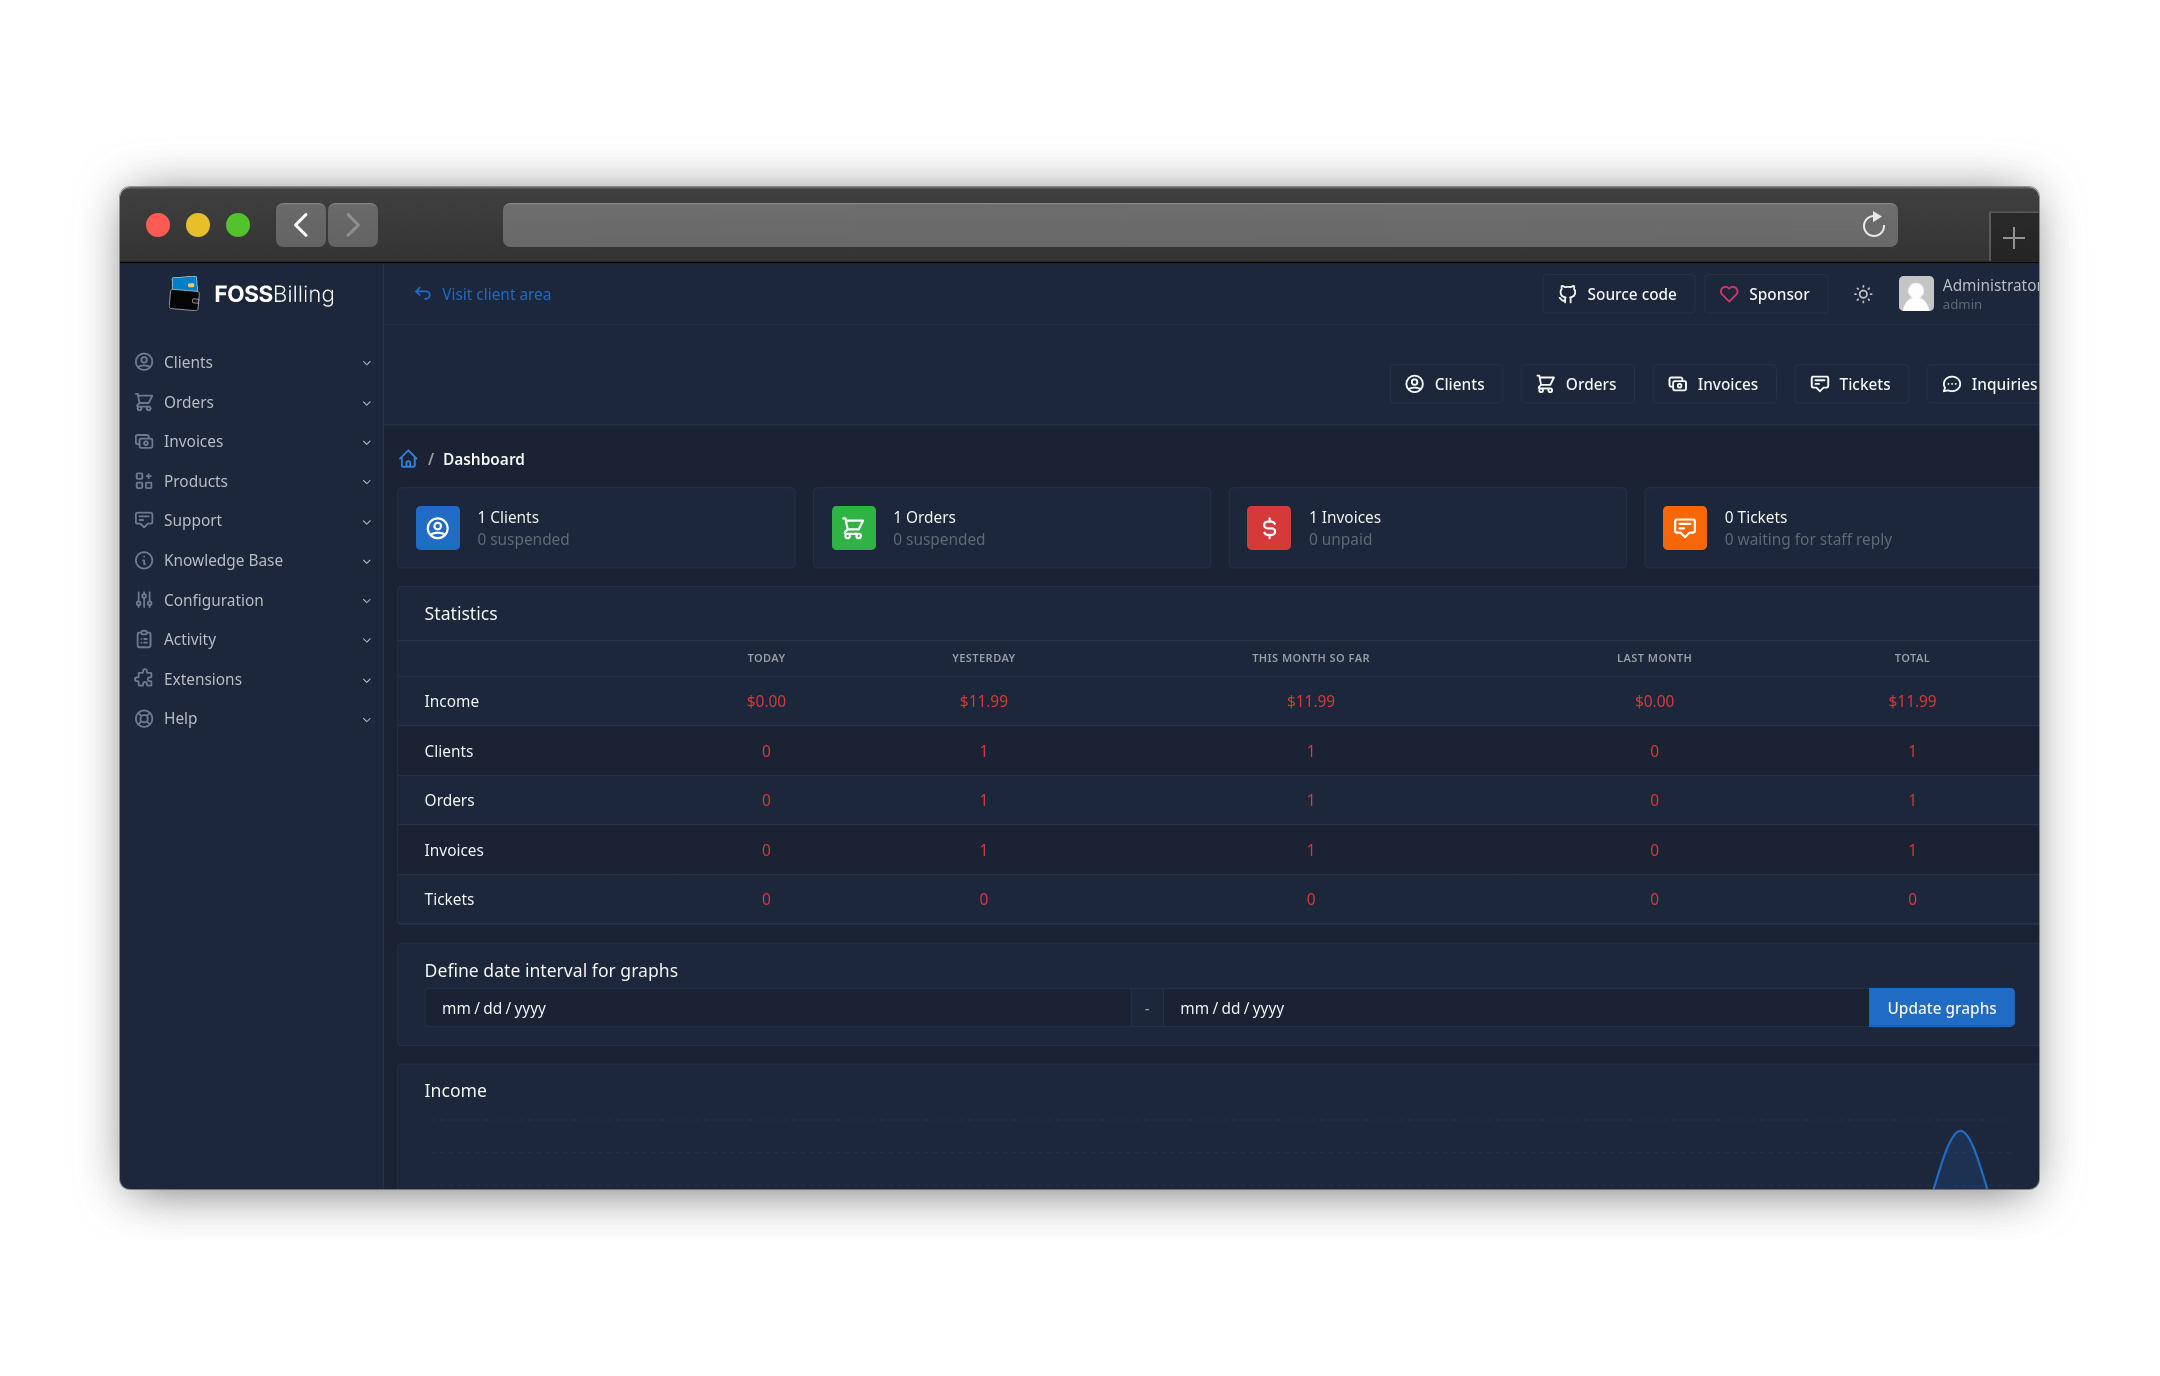 FOSSBilling
Visit client area
Source code
Sponsor
Administrator
admin
Clients
Orders
Invoices
Products
Support
Knowledge Base
Configuration
Activity
Extensions
Help
Clients
Orders
Invoices
Tickets
Inquiries
/ Dashboard
1 Clients
0 suspended
1 Orders
0 suspended
1 Invoices
0 unpaid
0 Tickets
0 waiting for staff reply
Statistics
TODAY YESTERDAY THIS MONTH SO FAR LAST MONTH TOTAL
Income $0.00 $11.99 $11.99 $0.00 $11.99
Clients 0 1 1 0 1
Orders 0 1 1 0 1
Invoices 0 1 1 0 1
Tickets 0 0 0 0 0
Define date interval for graphs
mm/dd/yyyy - mm/dd/yyyy Update graphs
Income